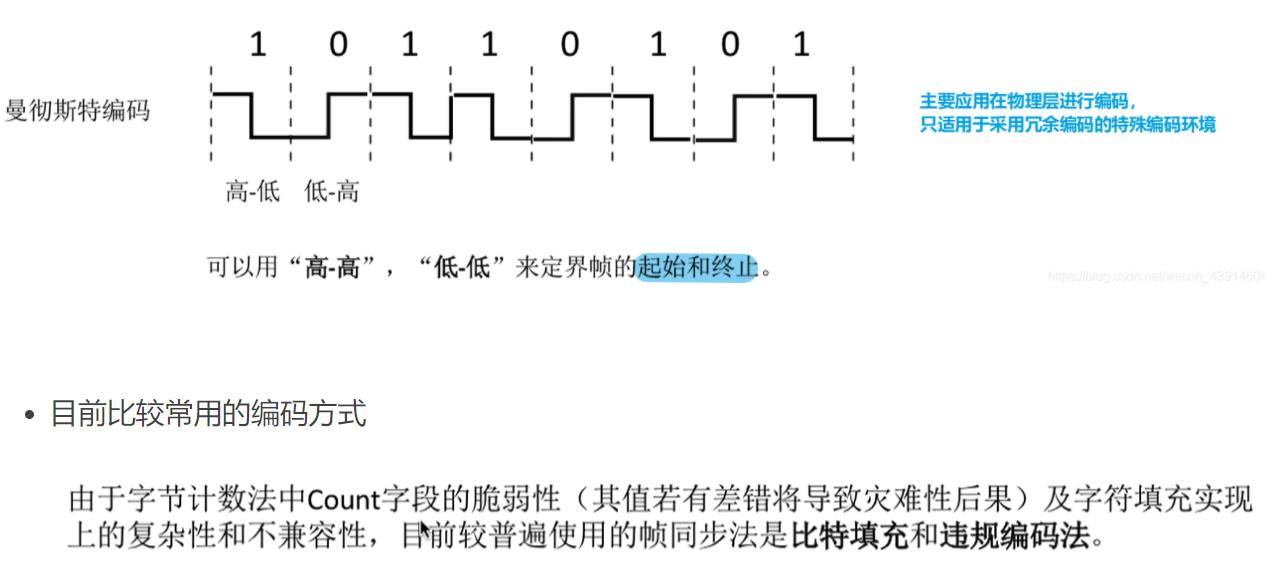 1 0 1 1 0 1 0 1
曼彻斯特编码
主要应用在物理层进行编码，
只适用于采用冗余编码的特殊编码环境
高-低 低-高
可以用“高-高”，“低-低”来定界帧的起始和终止。
https://blog.csdn.net/weixin_4391460
• 目前比较常用的编码方式
由于字节计数法中Count字段的脆弱性（其值若有差错将导致灾难性后果）及字符填充实现
上的复杂性和不兼容性，目前较普遍使用的帧同步法是比特填充和违规编码法。